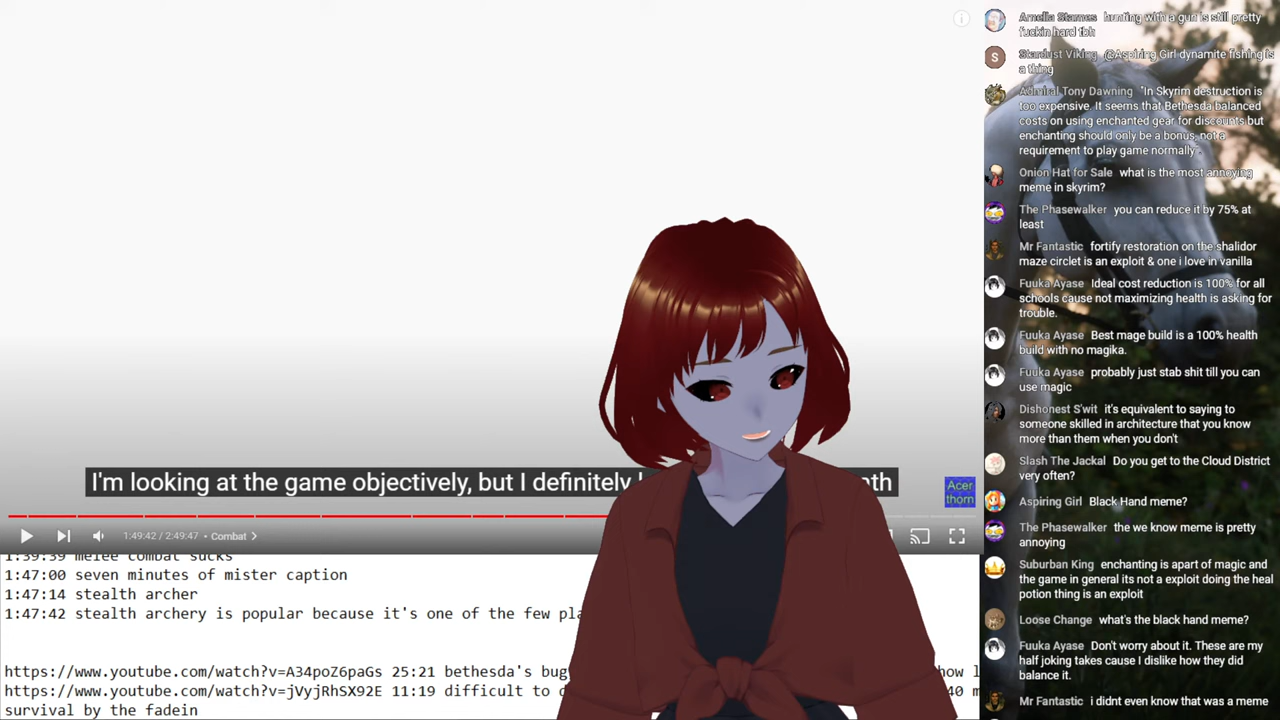 I'm looking at the game objectively, but I definitely
Acer
thorn
1:49:42 / 2:49:47 • Combat >
1:39:39 melee combat sucks
1:47:00 seven minutes of mister caption
1:47:14 stealth archer
1:47:42 stealth archery is popular because it's one of the few
https://www.youtube.com/watch?v=A34poZ6paGs 25:21 bethesda's bug
https://www.youtube.com/watch?v=jVyjRhSX92E 11:19 difficult to
survival by the fadein
Amelia Stames hunting with a gun is still pretty
fuckin hard tbh
Stardust Viking @Aspiring Girl dynamite fishing is
a thing
Admiral Tony Dawning "In Skyrim destruction is
too expensive. It seems that Bethesda balanced
costs on using enchanted gear for discounts but
enchanting should only be a bonus, not a
requirement to play game normally".
Onion Hat for Sale what is the most annoying
meme in skyrim?
The Phasewalker you can reduce it by 75% at
least
Mr Fantastic fortify restoration on the shalidor
maze circlet is an exploit & one i love in vanilla
Fuuka Ayase Ideal cost reduction is 100% for all
schools cause not maximizing health is asking for
trouble.
Fuuka Ayase Best mage build is a 100% health
build with no magika.
Fuuka Ayase probably just stab shit till you can
use magic
Dishonest S'wit it's equivalent to saying to
someone skilled in architecture that you know
more than them when you don't
Slash The Jackal Do you get to the Cloud District
very often?
Aspiring Girl Black Hand meme?
The Phasewalker the we know meme is pretty
annoying
Suburban King enchanting is apart of magic and
the game in general its not a exploit doing the heal
potion thing is an exploit
Loose Change what's the black hand meme?
Fuuka Ayase Don't worry about it. These are my
half joking takes cause I dislike how they did
balance it.
Mr Fantastic i didnt even know that was a meme